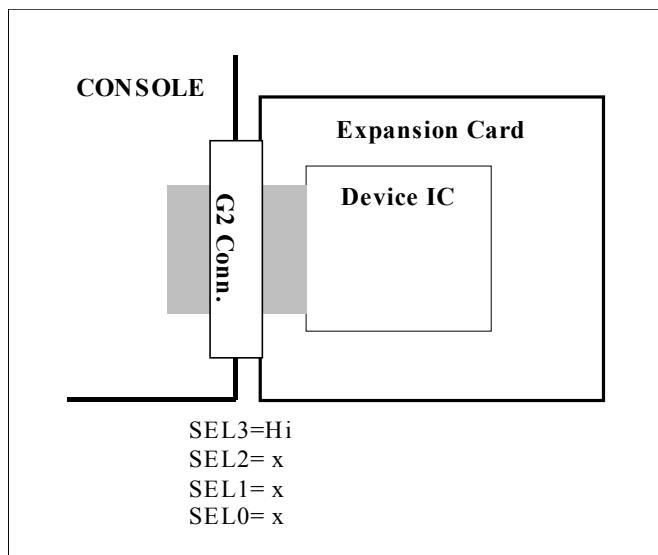 CONSOLE
Expansion Card
Device IC
G2 Conn.
SEL3=Hi
SEL2= x
SEL1= x
SEL0= x